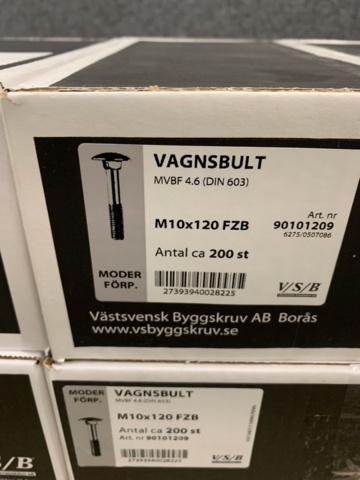 VAGNSBULT
MVBF 4.6 (DIN 603)
M10x120 FZB
Art. nr
90101209
6275/0507086
Antal ca 200 st
MODER
FÖRP.
27393940028225
V/S/B
Västsvensk Byggskruv AB Borås
www.vsbyggskruv.se
MODER
FÖRP.
VAGNSBULT
MVBF 4.6 (DIN 603)
M10x120 FZB
Antal ca 200 st
Art. nr 90101209
27393940028225
V/S/B
S/B